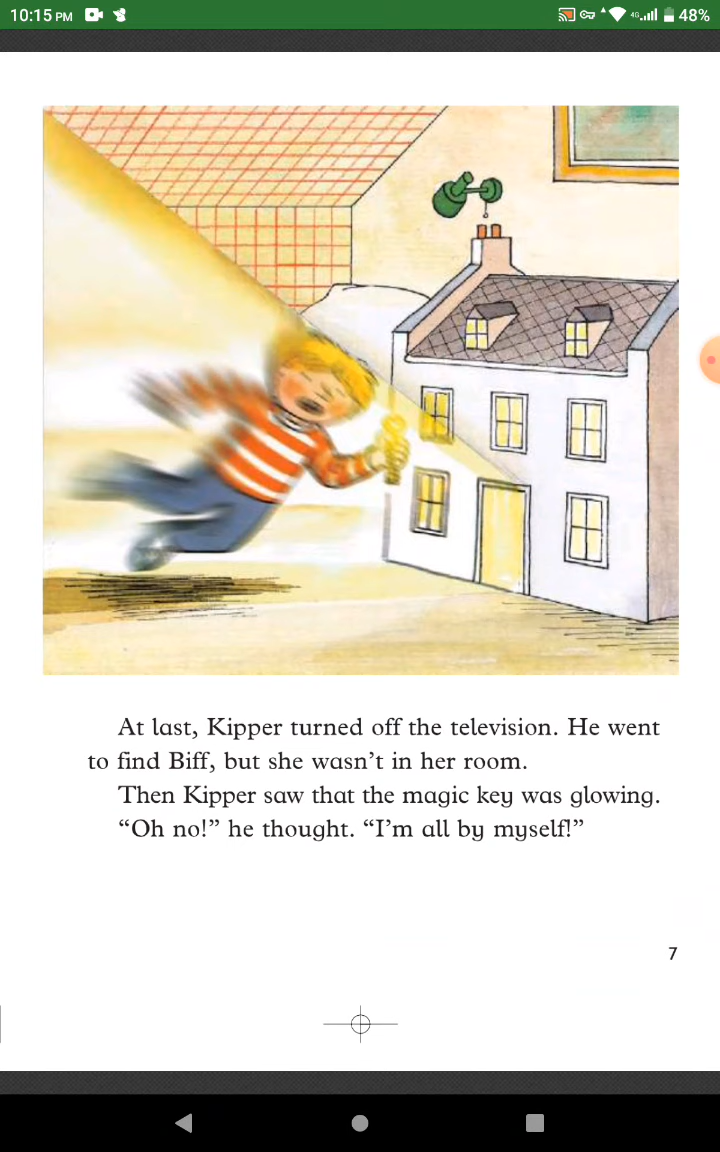 10:15 PM 4G 48%
At last, Kipper turned off the television. He went
to find Biff, but she wasn't in her room.
Then Kipper saw that the magic key was glowing.
“Oh no!” he thought. “I'm all by myself!”
7